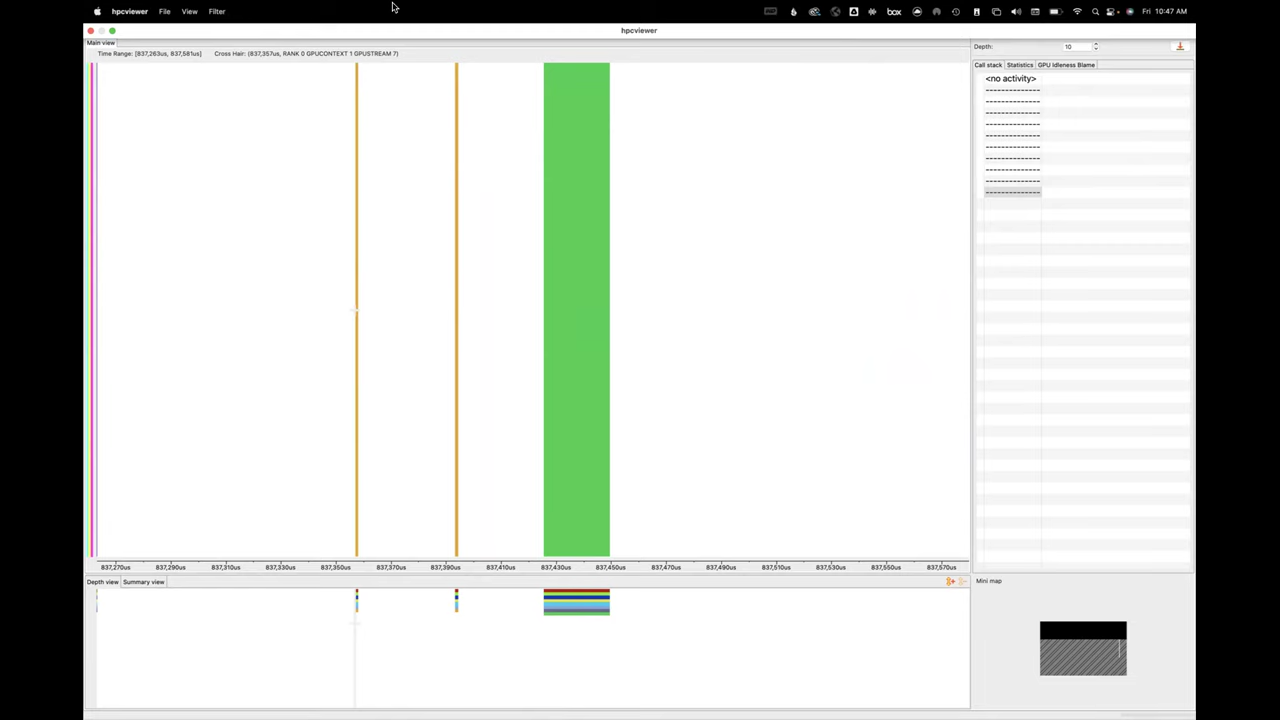 hpcviewer File View Filter
box Fri 10:47 AM
hpcviewer
Main view
Time Range: [837,263us, 837,581us] Cross Hair: (837,357us, RANK 0 GPUCONTEXT 1 GPUSTREAM 7)
837,270us 837,290us 837,310us 837,330us 837,350us 837,370us 837,390us 837,410us 837,430us 837,450us 837,470us 837,490us 837,510us 837,530us 837,550us 837,570us
Depth view Summary view
Depth: 10
Call stack Statistics GPU Idleness Blame
<no activity>
--------------
--------------
--------------
--------------
--------------
--------------
--------------
--------------
--------------
--------------
Mini map